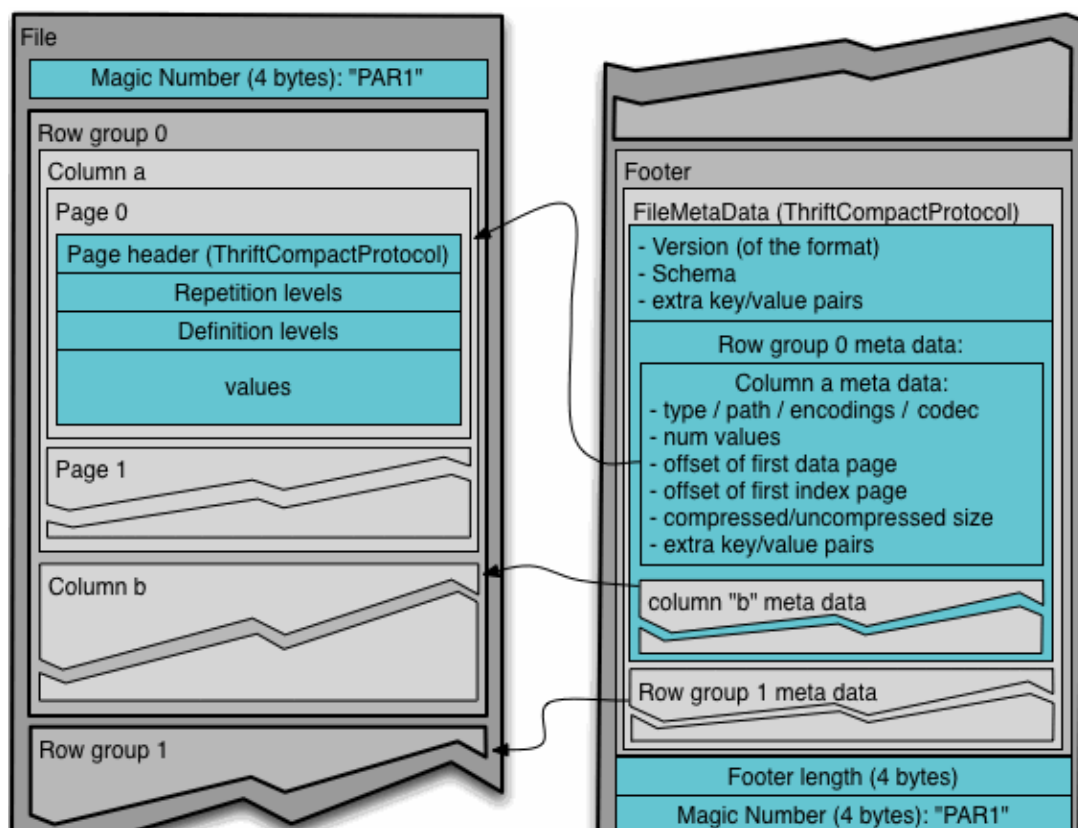 File
Magic Number (4 bytes): "PAR1"
Row group 0
Column a
Page 0
Page header (ThriftCompactProtocol)
Repetition levels
Definition levels
values
Page 1
Column b
Row group 1
Footer
FileMetaData (ThriftCompactProtocol)
- Version (of the format)
- Schema
- extra key/value pairs
Row group 0 meta data:
Column a meta data:
- type / path / encodings / codec
- num values
- offset of first data page
- offset of first index page
- compressed/uncompressed size
- extra key/value pairs
column "b" meta data
Row group 1 meta data
Footer length (4 bytes)
Magic Number (4 bytes): "PAR1"